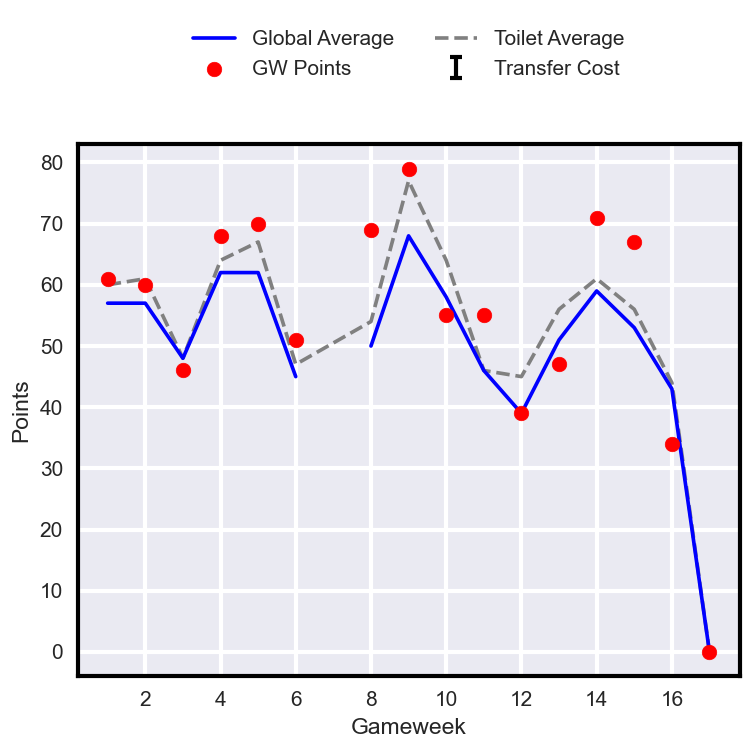 Global Average
Toilet Average
GW Points
Transfer Cost
80
70
60
50
40
30
20
10
0
Points
2 4 6 8 10 12 14 16
Gameweek